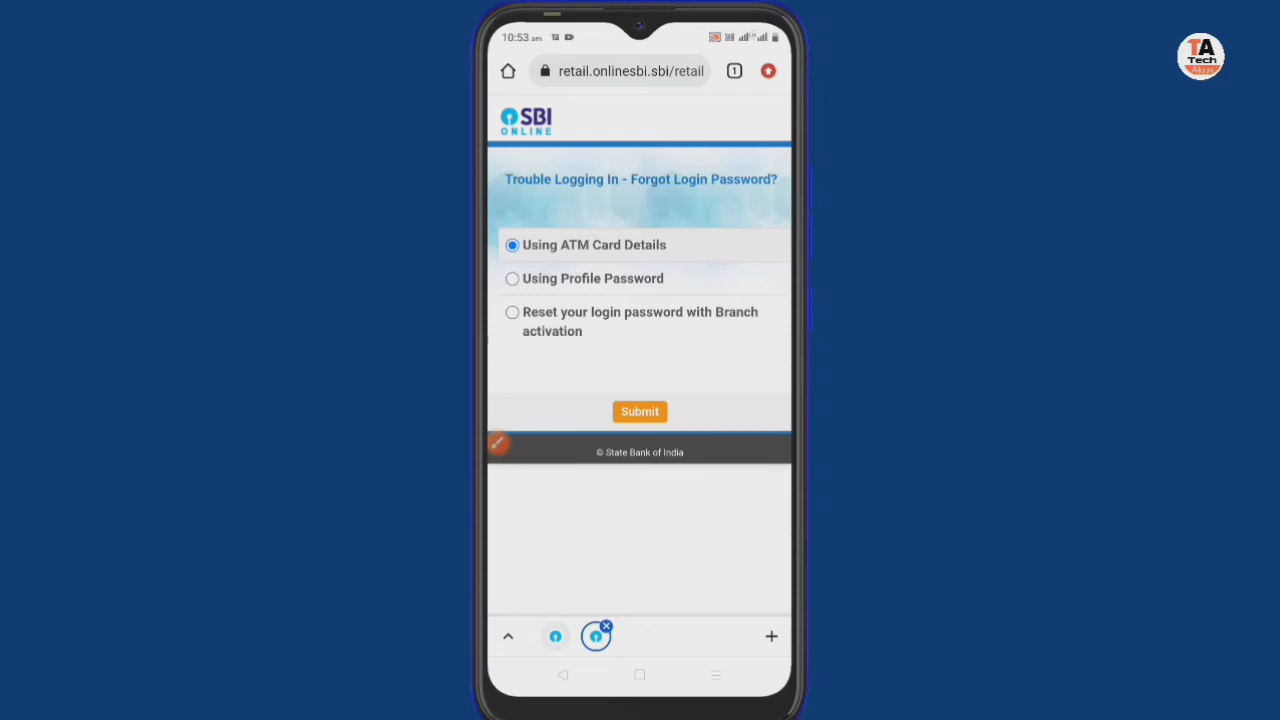 10:53 am
retail.onlinesbi.sbi/retail
1
TA
Tech
SBI
ONLINE
Trouble Logging In - Forgot Login Password?
Using ATM Card Details
Using Profile Password
Reset your login password with Branch
activation
Submit
© State Bank of India